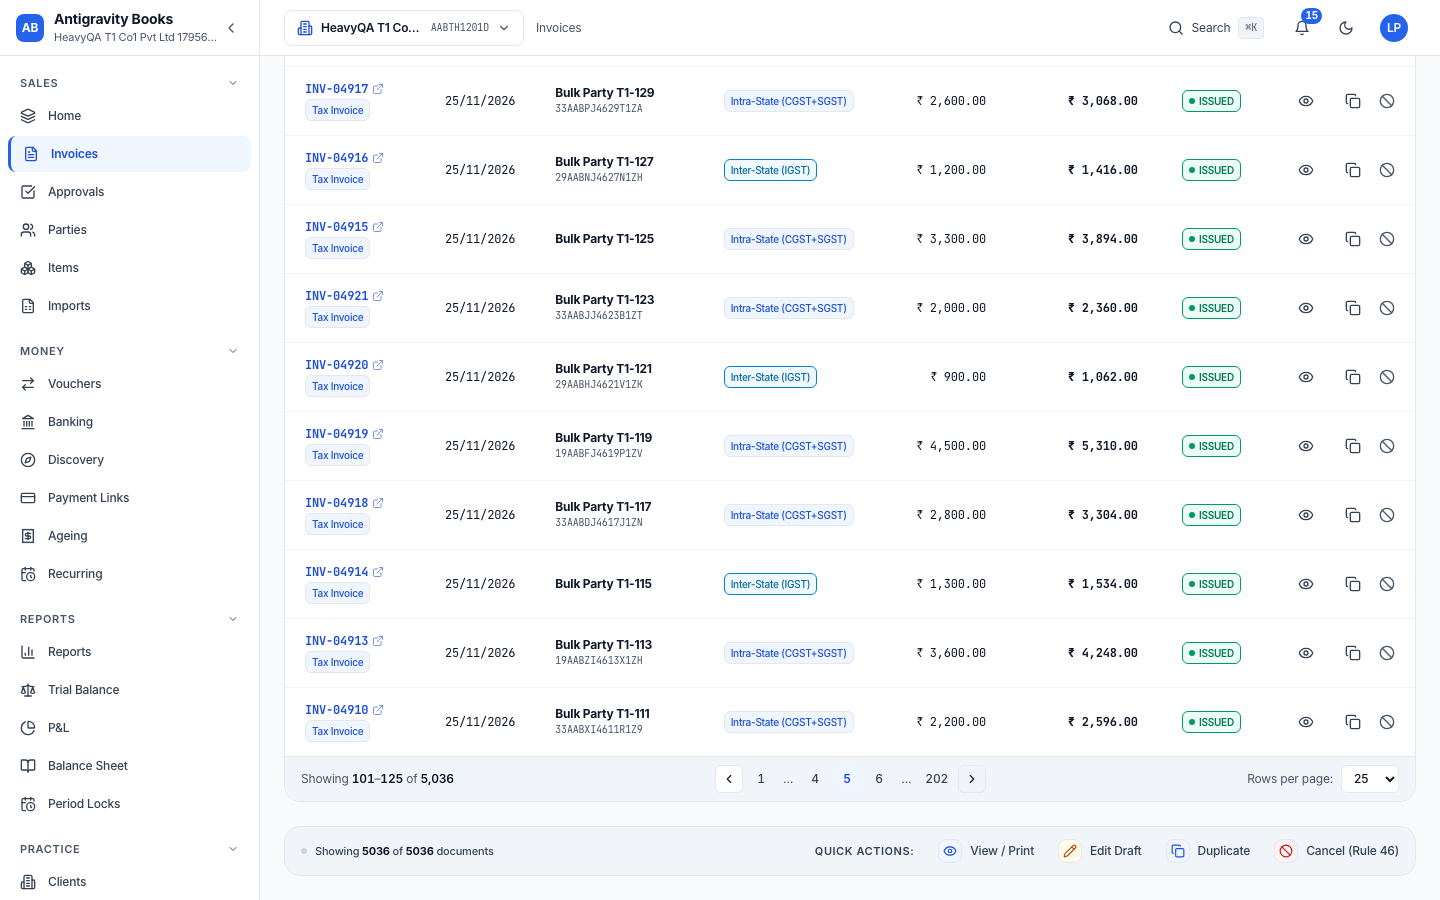 AB
Antigravity Books
HeavyQA T1 Co1 Pvt Ltd 17956...
HeavyQA T1 Co...
AABTH1201D
Invoices
Search
⌘K
15
LP
SALES
Home
Invoices
Approvals
Parties
Items
Imports
MONEY
Vouchers
Banking
Discovery
Payment Links
Ageing
Recurring
REPORTS
Reports
Trial Balance
P&L
Balance Sheet
Period Locks
PRACTICE
Clients
INV-04917
Tax Invoice
25/11/2026
Bulk Party T1-129
33AABPJ4629T1ZA
Intra-State (CGST+SGST)
₹ 2,600.00
₹ 3,068.00
ISSUED
INV-04916
Tax Invoice
25/11/2026
Bulk Party T1-127
29AABNJ4627N1ZH
Inter-State (IGST)
₹ 1,200.00
₹ 1,416.00
ISSUED
INV-04915
Tax Invoice
25/11/2026
Bulk Party T1-125
Intra-State (CGST+SGST)
₹ 3,300.00
₹ 3,894.00
ISSUED
INV-04921
Tax Invoice
25/11/2026
Bulk Party T1-123
33AABJJ4623B1ZT
Intra-State (CGST+SGST)
₹ 2,000.00
₹ 2,360.00
ISSUED
INV-04920
Tax Invoice
25/11/2026
Bulk Party T1-121
29AABHJ4621V1ZK
Inter-State (IGST)
₹ 900.00
₹ 1,062.00
ISSUED
INV-04919
Tax Invoice
25/11/2026
Bulk Party T1-119
19AABFJ4619P1ZV
Intra-State (CGST+SGST)
₹ 4,500.00
₹ 5,310.00
ISSUED
INV-04918
Tax Invoice
25/11/2026
Bulk Party T1-117
33AABDJ4617J1ZN
Intra-State (CGST+SGST)
₹ 2,800.00
₹ 3,304.00
ISSUED
INV-04914
Tax Invoice
25/11/2026
Bulk Party T1-115
Inter-State (IGST)
₹ 1,300.00
₹ 1,534.00
ISSUED
INV-04913
Tax Invoice
25/11/2026
Bulk Party T1-113
19AABZI4613X1ZH
Intra-State (CGST+SGST)
₹ 3,600.00
₹ 4,248.00
ISSUED
INV-04910
Tax Invoice
25/11/2026
Bulk Party T1-111
33AABXI4611R1Z9
Intra-State (CGST+SGST)
₹ 2,200.00
₹ 2,596.00
ISSUED
Showing 101–125 of 5,036
1 ... 4 5 6 ... 202
Rows per page: 25
Showing 5036 of 5036 documents
QUICK ACTIONS:
View / Print
Edit Draft
Duplicate
Cancel (Rule 46)